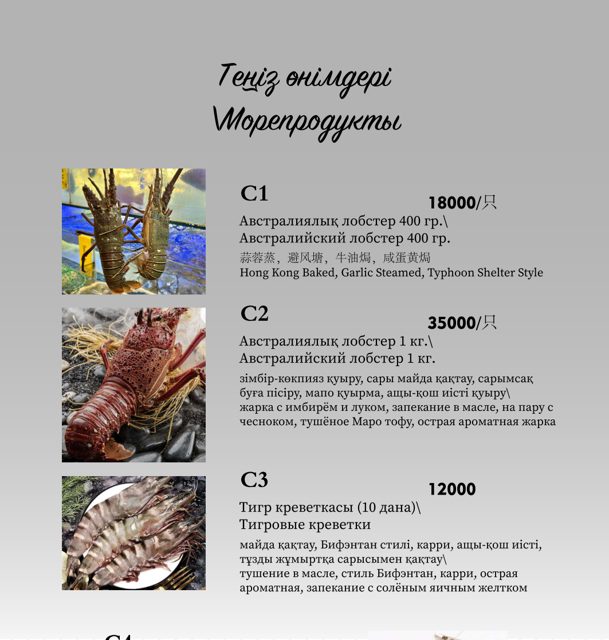 Теңіз өнімдері
\Морепродукты
C1
18000/只
Австралиялық лобстер 400 гр.\
Австралийский лобстер 400 гр.
蒜蓉蒸，避风塘，牛油焗，咸蛋黄焗
Hong Kong Baked, Garlic Steamed, Typhoon Shelter Style
C2
35000/只
Австралиялық лобстер 1 кг.\
Австралийский лобстер 1 кг.
зімбір-көкпияз қуыру, сары майда қақтау, сарымсақ
буға пісіру, мапо қуырма, ащы-қош иісті қуыру\
жарка с имбирём и луком, запекание в масле, на пару с
чесноком, тушёное Маро тофу, острая ароматная жарка
C3
12000
Тигр креветкасы (10 дана)\
Тигровые креветки
майда қақтау, Бифэнтан стилі, карри, ащы-қош иісті,
тұзды жұмыртқа сарысымен қақтау\
тушение в масле, стиль Бифэнтан, карри, острая
ароматная, запекание с солёным яичным желтком